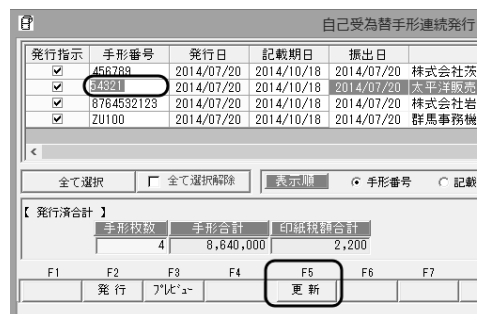 自己受為替手形連続発行
発行指示 手形番号 発行日 記載期日 振出日
456789 2014/07/20 2014/10/18 2014/07/20 株式会社茨
54321 2014/07/20 2014/10/18 2014/07/20 太平洋販売
8764532123 2014/07/20 2014/10/18 2014/07/20 株式会社岩
ZU100 2014/07/20 2014/10/18 2014/07/20 群馬事務機
全て選択 全て選択解除 表示順 手形番号 記載
【 発行済合計 】
手形枚数 手形合計 印紙税額合計
4 8,640,000 2,200
F1 F2 F3 F4 F5 F6 F7
発 行 プレビュー 更 新